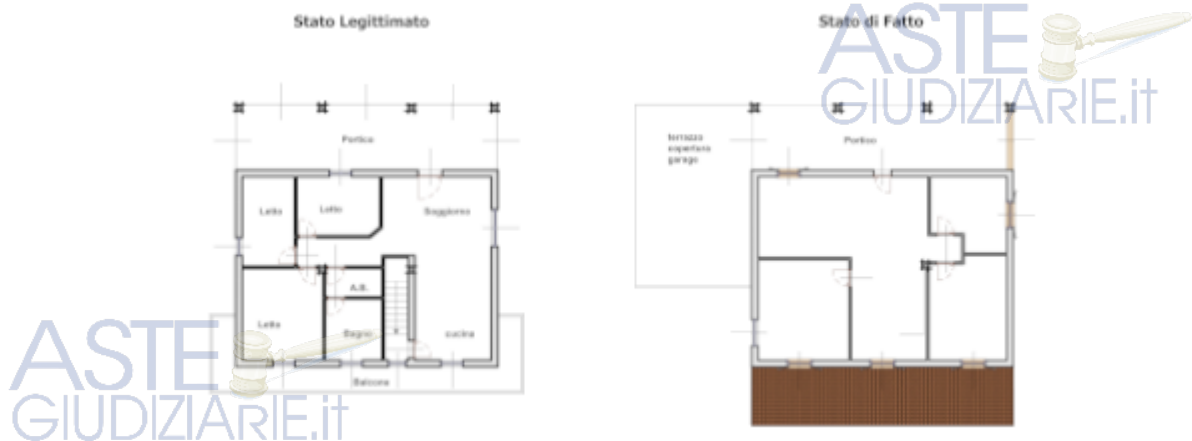 Stato Legittimato
Stato di Fatto
ASTE
GIUDIZIARIE.it
Portico
terrazza
copertura
garage
Portico
Letto
Letto
Soggiorno
A.B.
Letto
Bagno
cucina
Balcone
ASTE
GIUDIZIARIE.it